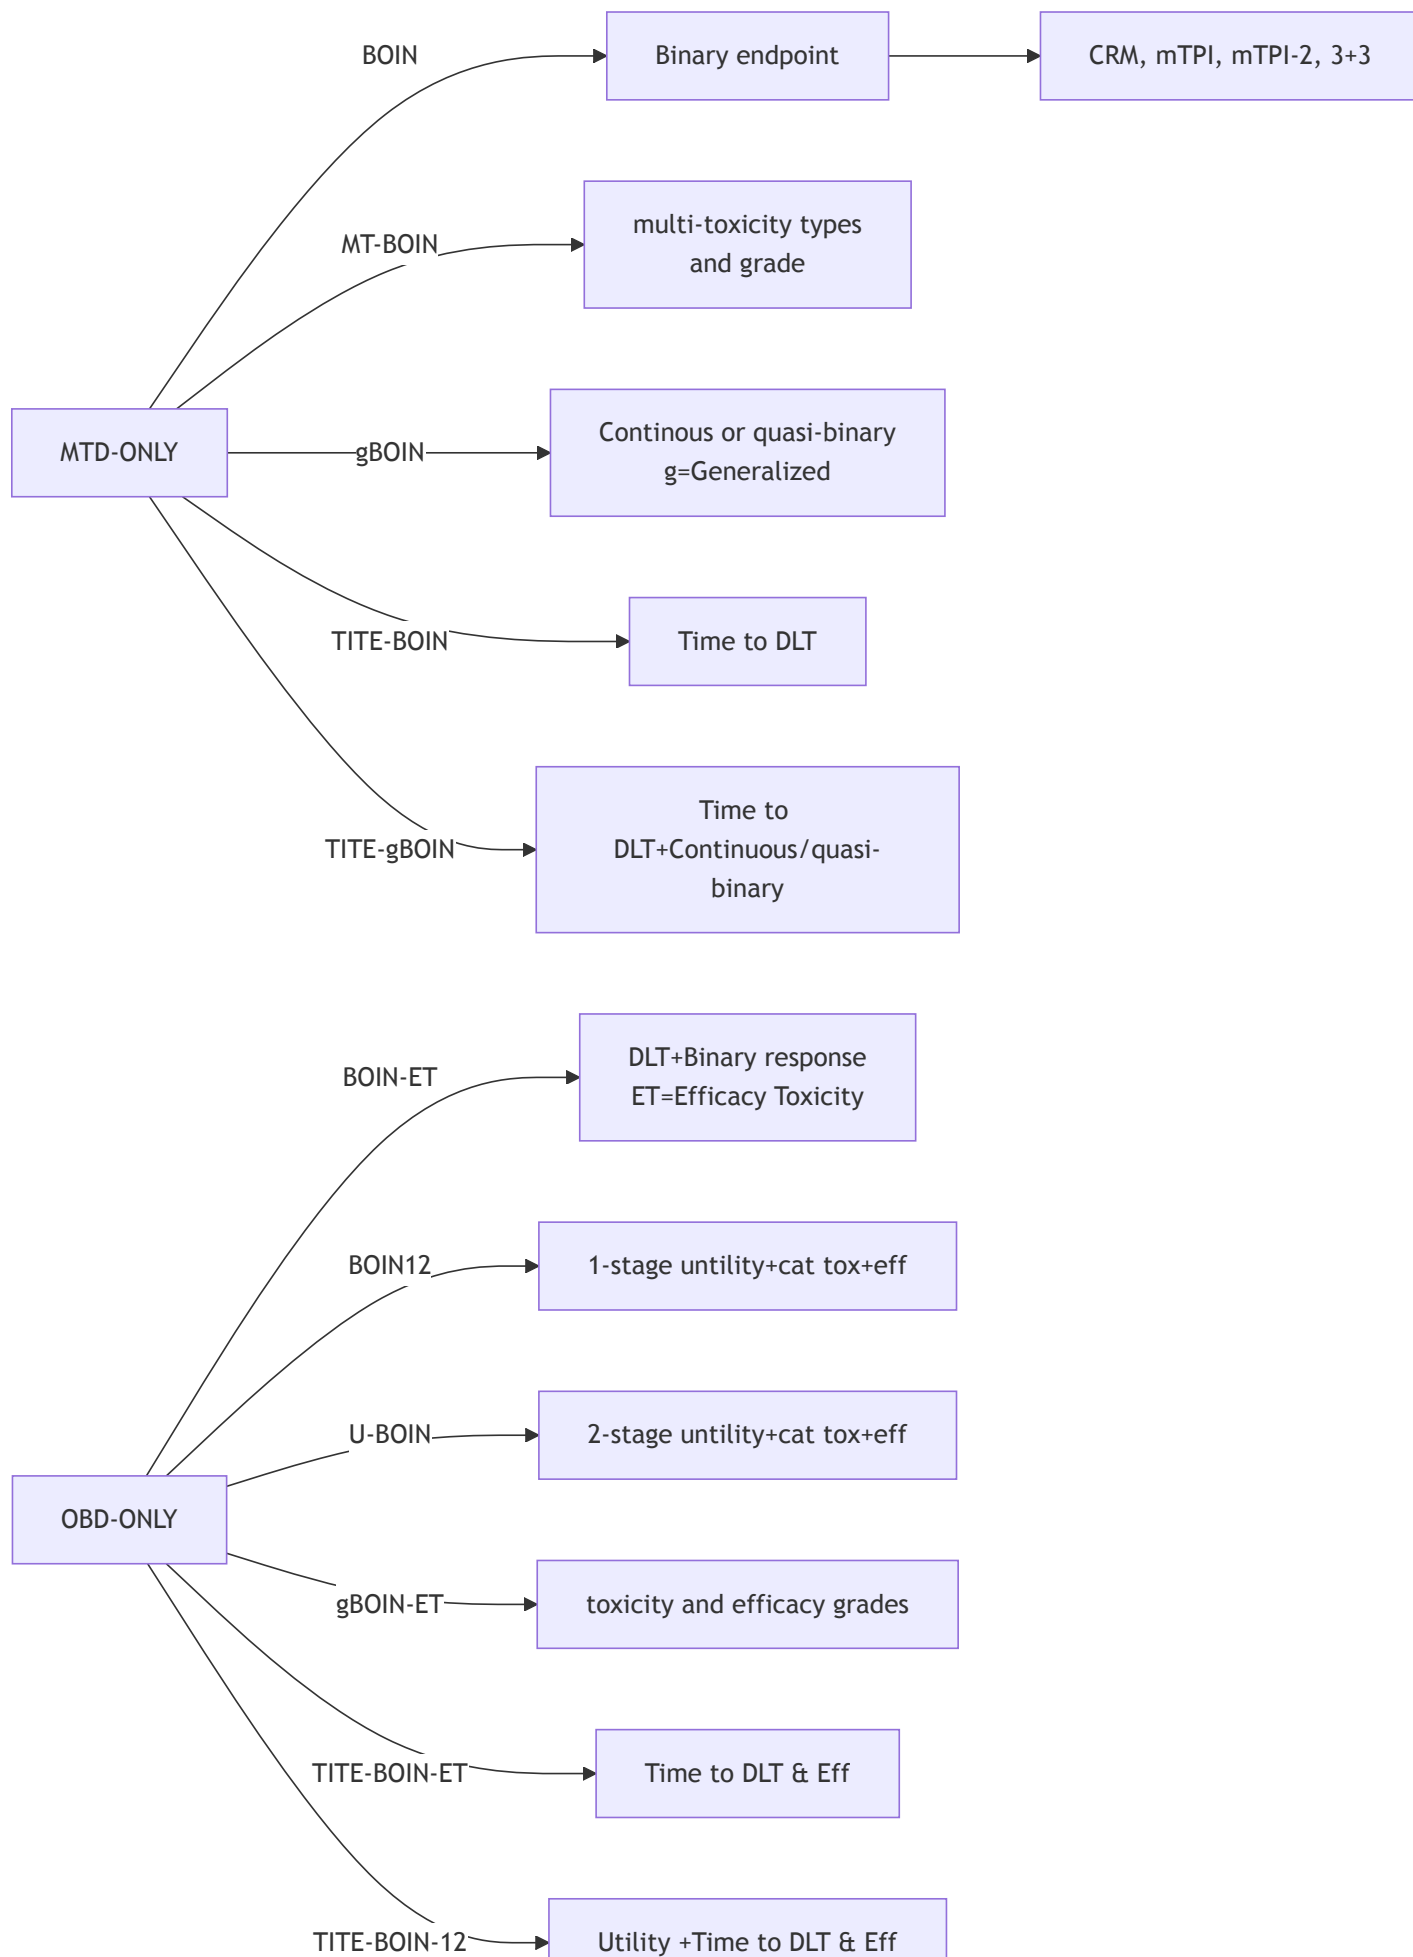 BOIN
Binary endpoint
CRM, mTPI, mTPI-2, 3+3
MT-BOIN
multi-toxicity types
and grade
MTD-ONLY
gBOIN
Continous or quasi-binary
g=Generalized
TITE-BOIN
Time to DLT
TITE-gBOIN
Time to
DLT+Continuous/quasi-
binary
BOIN-ET
DLT+Binary response
ET=Efficacy Toxicity
BOIN12
1-stage untility+cat tox+eff
U-BOIN
2-stage untility+cat tox+eff
OBD-ONLY
gBOIN-ET
toxicity and efficacy grades
TITE-BOIN-ET
Time to DLT & Eff
TITE-BOIN-12
Utility +Time to DLT & Eff